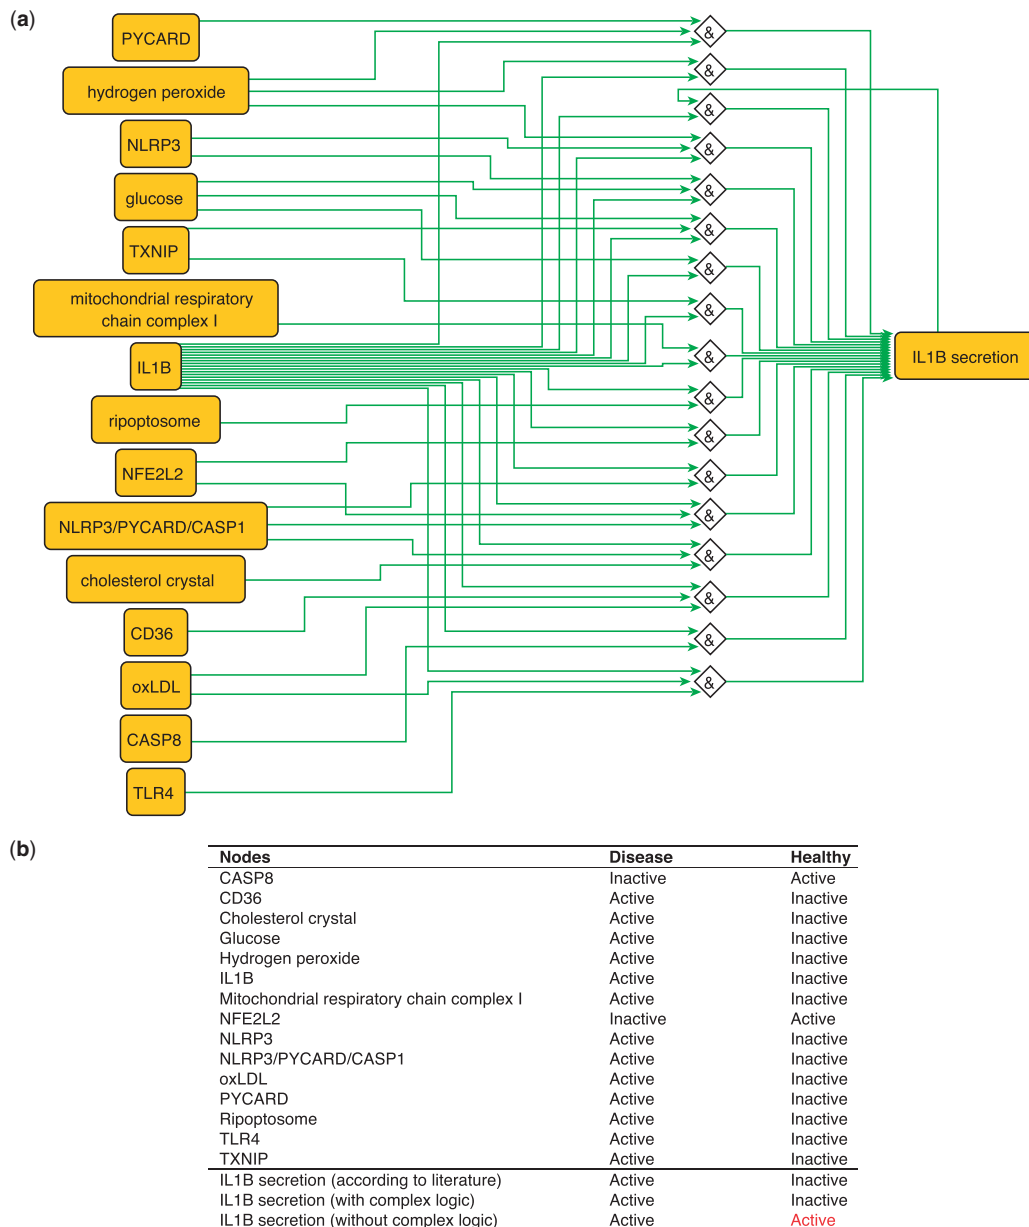 (a)
PYCARD
&
hydrogen peroxide
&
&
NLRP3
&
glucose
&
&
TXNIP
&
mitochondrial respiratory
chain complex I
&
IL1B
&
IL1B secretion
ripoptosome
&
&
NFE2L2
&
NLRP3/PYCARD/CASP1
&
cholesterol crystal
&
CD36
&
oxLDL
&
CASP8
&
TLR4
(b)
Nodes Disease Healthy
CASP8 Inactive Active
CD36 Active Inactive
Cholesterol crystal Active Inactive
Glucose Active Inactive
Hydrogen peroxide Active Inactive
IL1B Active Inactive
Mitochondrial respiratory chain complex I Active Inactive
NFE2L2 Inactive Active
NLRP3 Active Inactive
NLRP3/PYCARD/CASP1 Active Inactive
oxLDL Active Inactive
PYCARD Active Inactive
Ripoptosome Active Inactive
TLR4 Active Inactive
TXNIP Active Inactive
IL1B secretion (according to literature) Active Inactive
IL1B secretion (with complex logic) Active Inactive
IL1B secretion (without complex logic) Active Active